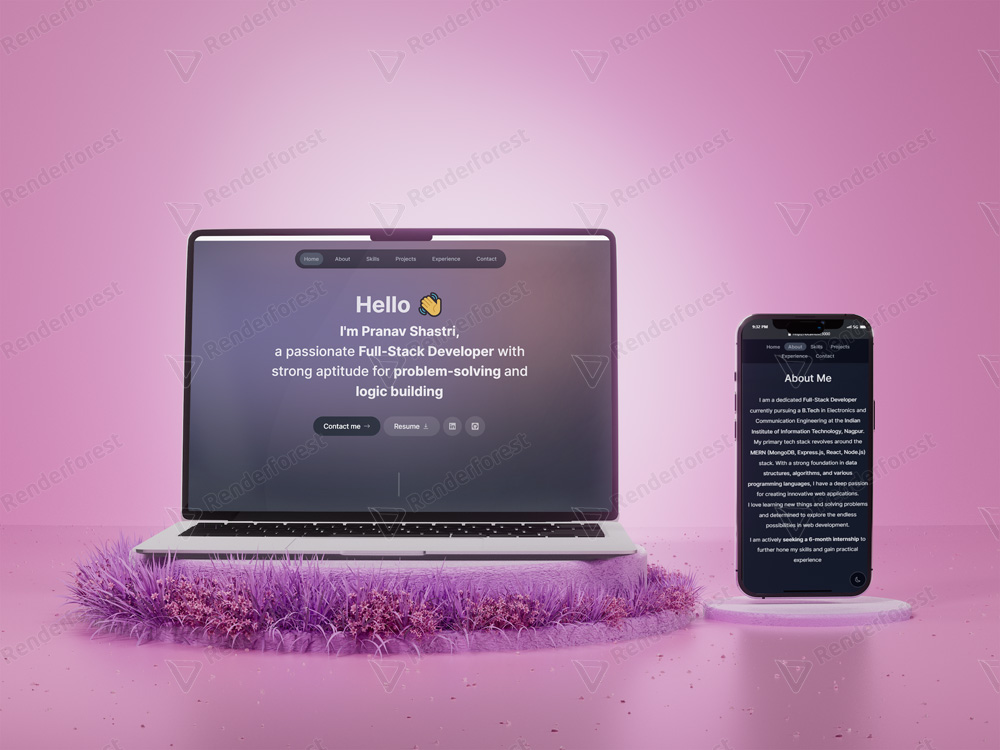 Renderforest
Home About Skills Projects Experience Contact
Hello 👋
I'm Pranav Shastri,
a passionate Full-Stack Developer with
strong aptitude for problem-solving and
logic building
Contact me →
Resume
9:32 PM
5G
Home About Skills Projects
Experience Contact
About Me
I am a dedicated Full-Stack Developer
currently pursuing a B.Tech in Electronics and
Communication Engineering at the Indian
Institute of Information Technology, Nagpur.
My primary tech stack revolves around the
MERN (MongoDB, Express.js, React, Node.js)
stack. With a strong foundation in data
structures, algorithms, and various
programming languages, I have a deep passion
for creating innovative web applications.
I love learning new things and solving problems
and determined to explore the endless
possibilities in web development.
I am actively seeking a 6-month internship to
further hone my skills and gain practical
experience